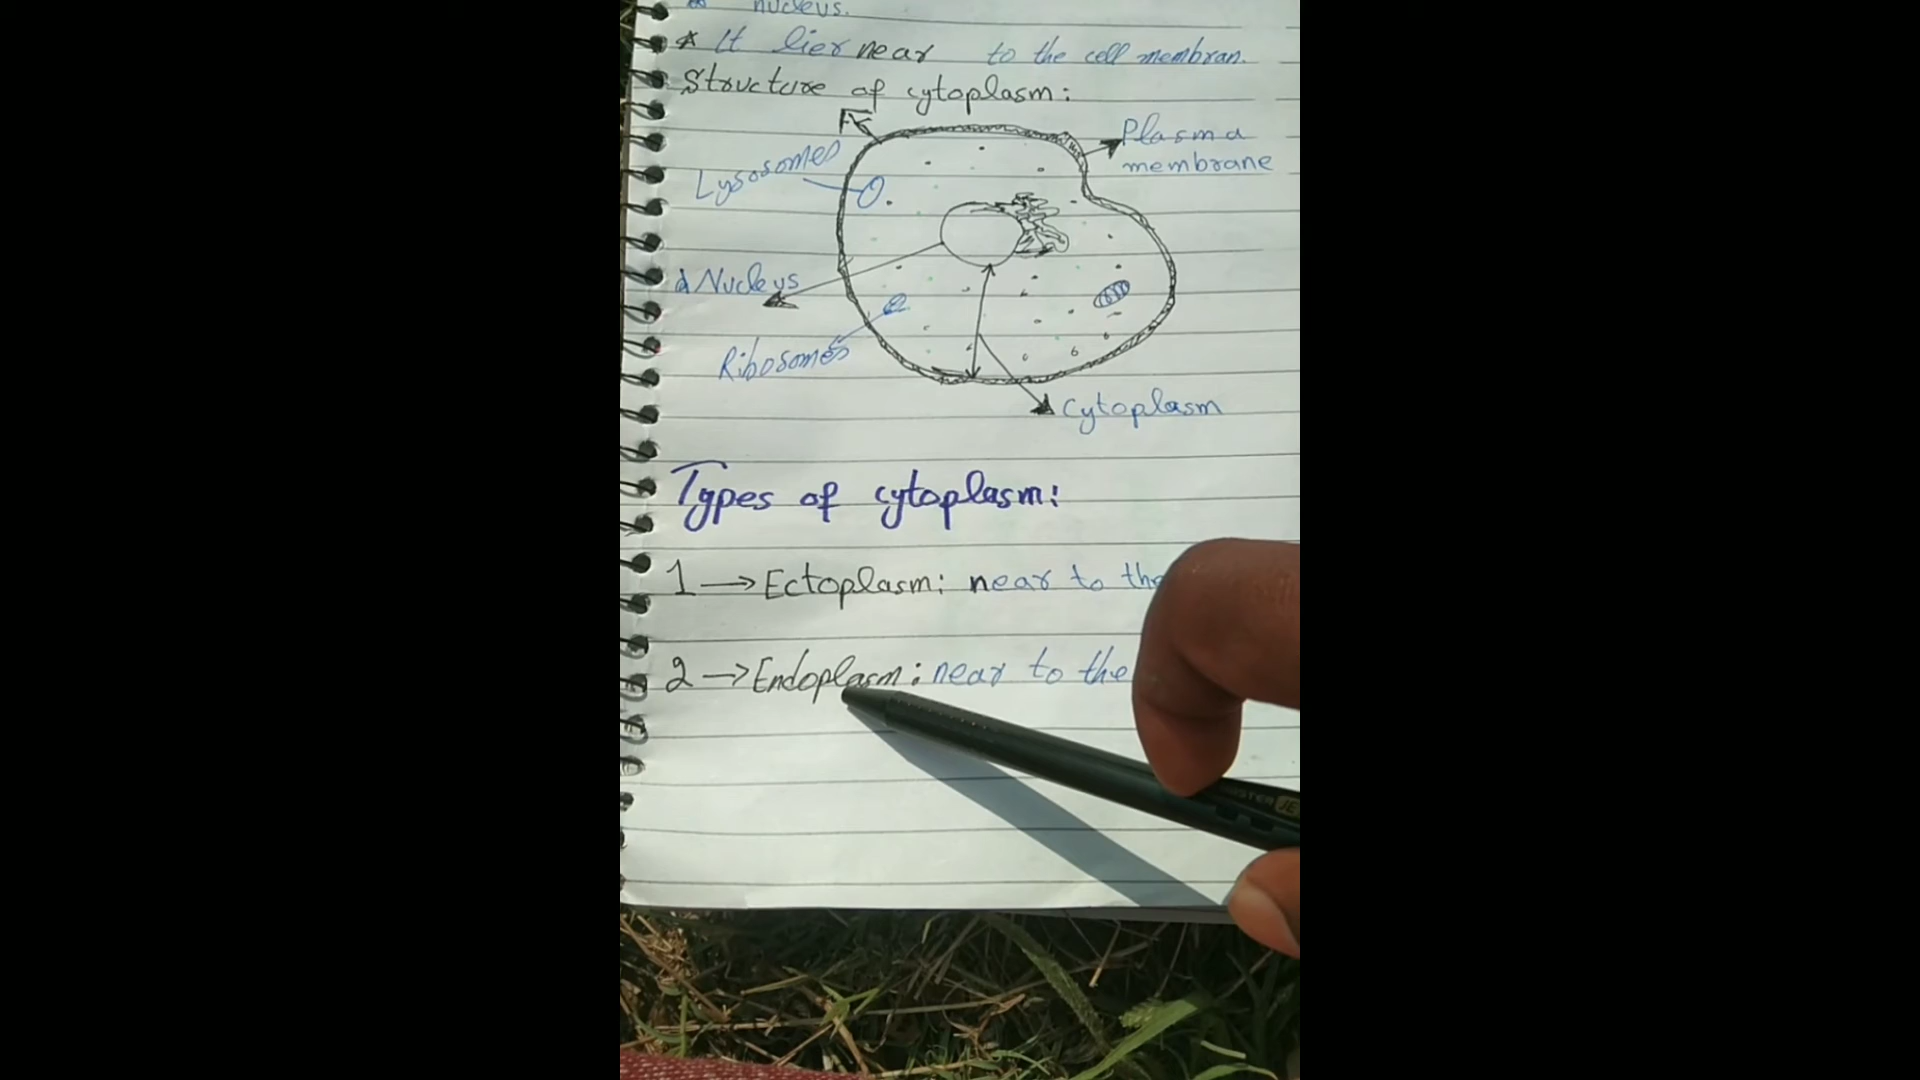 nucleus.
* It lies near to the cell membran.
Structure of cytoplasm:
Plasma
membrane
Lysosomes
Nucleus
Ribosomes
Cytoplasm
Types of cytoplasm:
1 → Ectoplasm: near to the
2 → Endoplasm: near to the